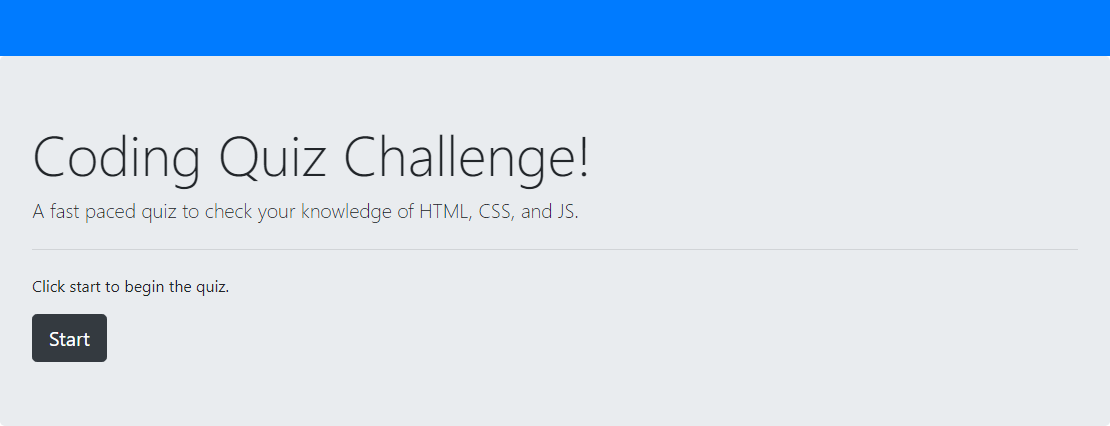 Coding Quiz Challenge!
A fast paced quiz to check your knowledge of HTML, CSS, and JS.
Click start to begin the quiz.
Start